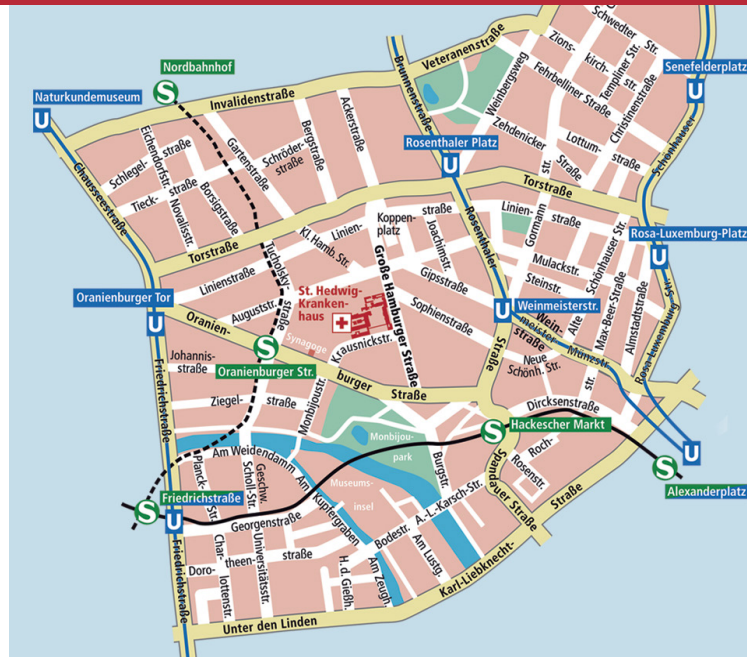 Nordbahnhof
S
Naturkundemuseum
U
Invalidenstraße
Veteranenstraße
Brunnenstraße
Weinbergsweg
Schwedter Str.
Zions-
kirch-
str.
Templiner Str.
Fehrbelliner Straße
Christinenstraße
Senefelderplatz
U
Schönhauser
Zehdenicker
Straße
Lottum-
straße
Ackerstraße
Bergstraße
Gartenstraße
Schröder-
straße
Eichendorffstr.
Schlegel-
straße
Tieck-
straße
Borsigstraße
Novalisstr.
Chausseestraße
Rosenthaler Platz
U
Torstraße
Torstraße
Linien-
straße
Gormann
str.
Rosa-Luxemburg-Platz
U
Koppen-
platz
Linien-
straße
Kl. Hamb. Str.
Joachimstr.
Rosenthaler
Straße
Mulackstr.
Steinstr.
Schönhauser Str.
Alte
Max-Beer-Straße
Almstadtstraße
Rosa-Luxemburg
Str.
Tucholsky-
straße
Linienstraße
Auguststr.
Große Hamburger Straße
Gipsstraße
Sophienstraße
Oranienburger Tor
U
St. Hedwig-
Kranken-
haus
Weinmeisterstr.
U
Wein-
meister
straße
Münzstr.
Oranien-
burger
Straße
Synagoge
Krausnickstr.
Johannis-
straße
S
Oranienburger Str.
Neue
Schönh. Str.
str.
Dircksenstraße
Friedrichstraße
Ziegel-
straße
Monbijoustr.
Monbijou-
park
Hackescher Markt
S
Burgstr.
Roch-
Rosenstr.
Spandauer Straße
U
S
Alexanderplatz
Am Weidendamm
Planck-
Str.
Geschw.
Scholl-Str.
Am Kupfergraben
Museums-
insel
Friedrichstraße
S
U
Georgenstraße
Bodestr.
A.-L.-Karsch-Str.
Doro-
theen-
straße
Char-
lottenstr.
Universitätsstr.
H. d. Gießh.
Am Zeugh.
Am Lustg.
Karl-Liebknecht-
Straße
Friedrichstraße
Unter den Linden